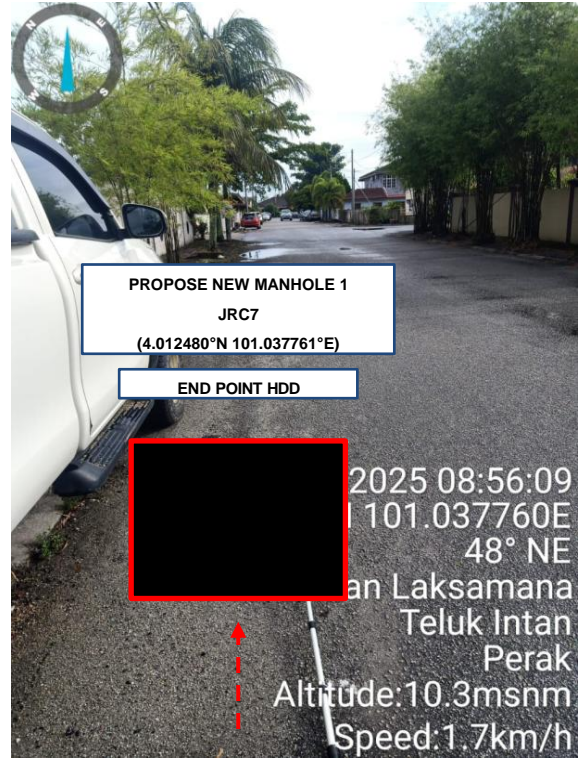 PROPOSE NEW MANHOLE 1
JRC7
(4.012480°N 101.037761°E)
END POINT HDD
2025 08:56:09
101.037760E
48° NE
Laksamana
Teluk Intan
Perak
Altitude:10.3msnm
Speed:1.7km/h